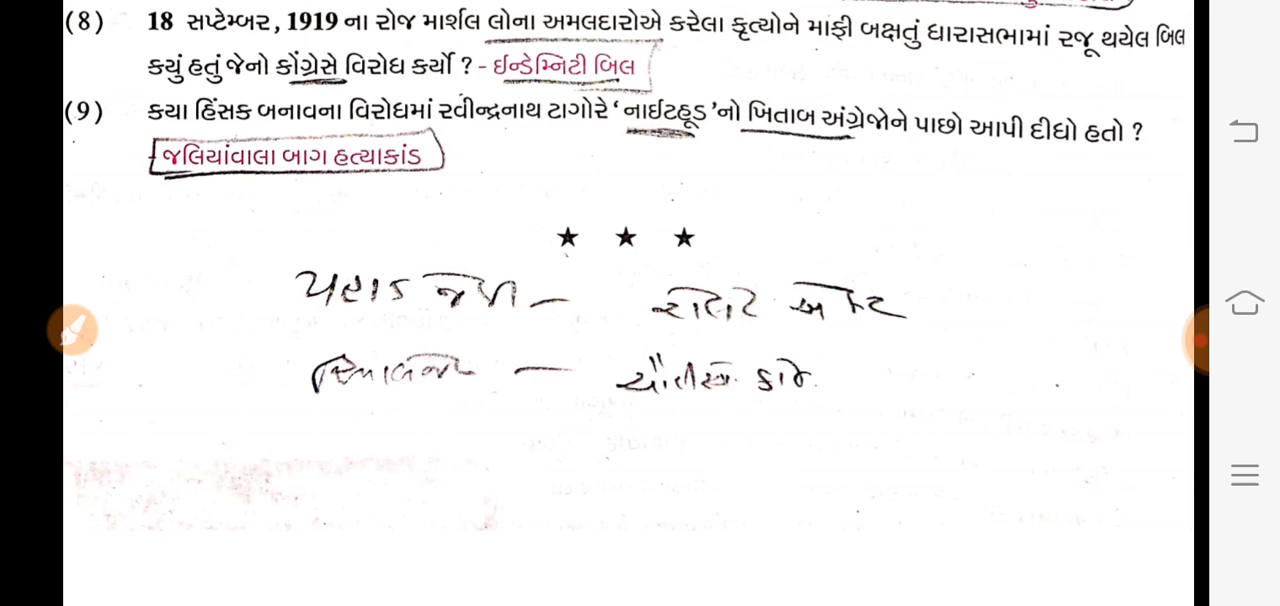 (8) 18 સપ્ટેમ્બર, 1919 ના રોજ માર્શલ લોના અમલદારોએ કરેલા કૃત્યોને માફી બક્ષતું ધારાસભામાં રજૂ થયેલ બિલ
કયું હતું જેનો કોંગ્રેસે વિરોધ કર્યો ? - ઈન્ડેમ્નિટી બિલ
(9) કયા હિંસક બનાવના વિરોધમાં રવીન્દ્રનાથ ટાગોરે ' નાઈટહૂડ 'નો ખિતાબ અંગ્રેજોને પાછો આપી દીધો હતો ?
- જલિયાંવાલા બાગ હત્યાકાંડ
★ ★ ★
પહાડ જેવી - રોલેટ એક્ટ
-